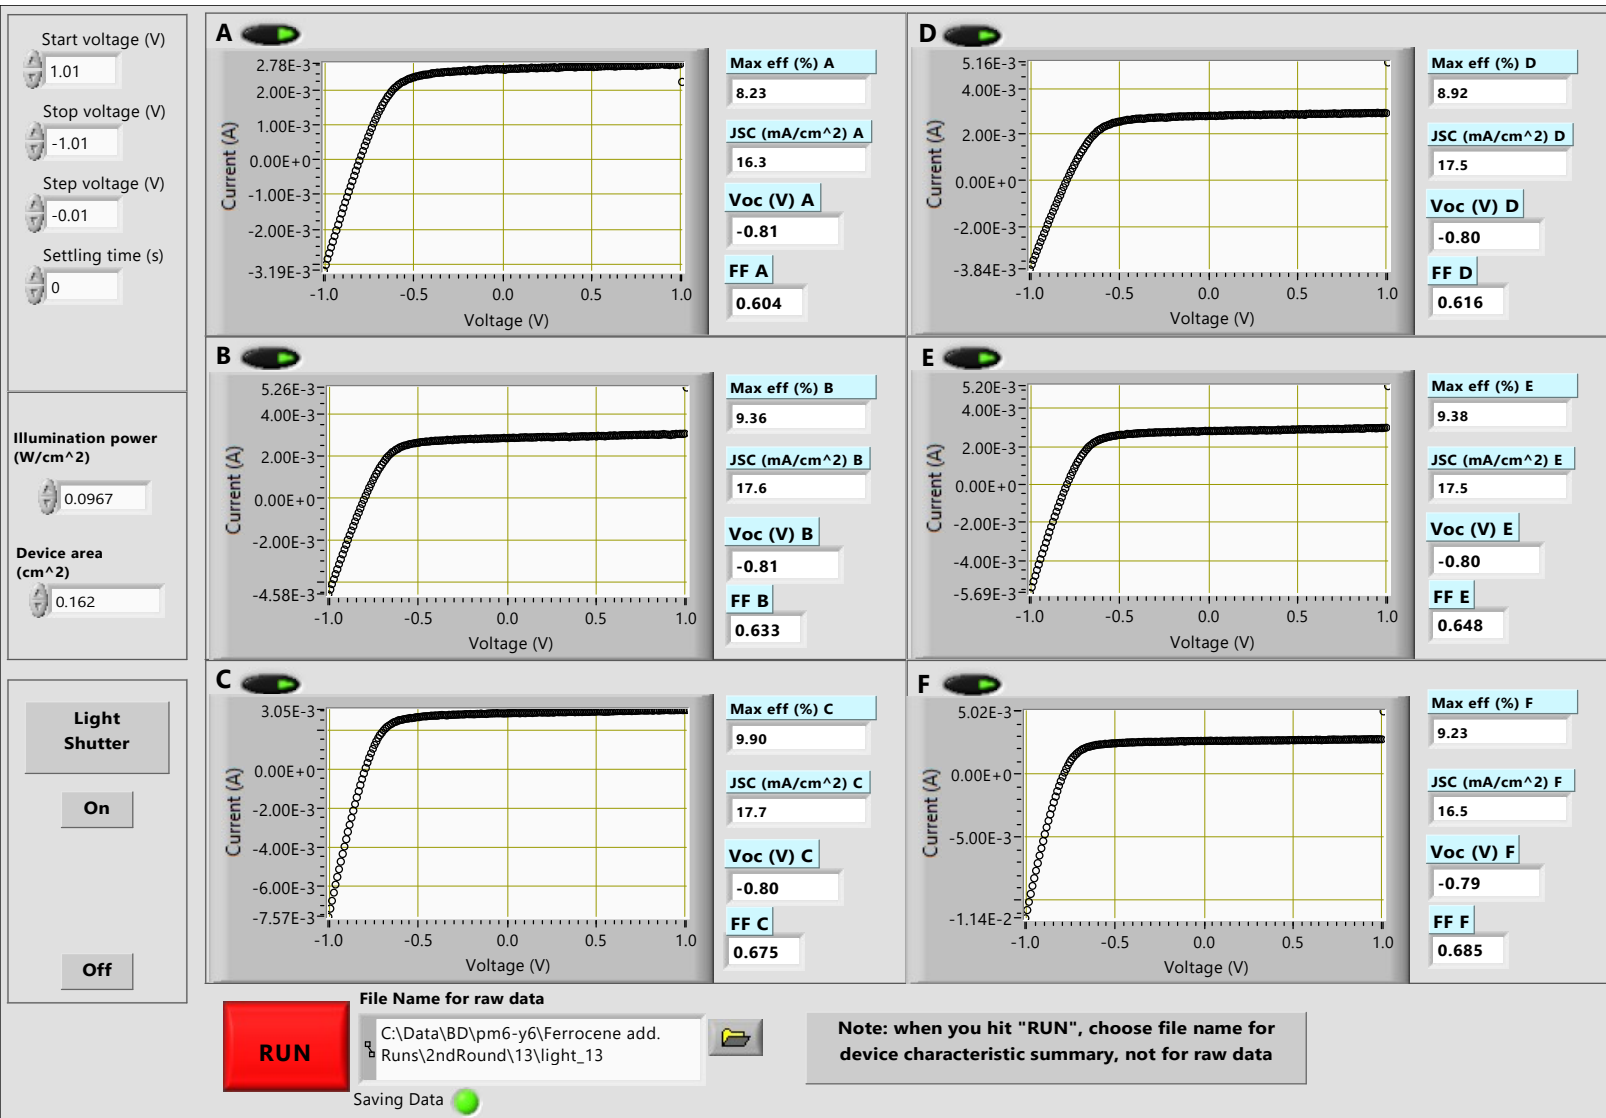 Start voltage (V)
1.01
Stop voltage (V)
-1.01
Step voltage (V)
-0.01
Settling time (s)
0
Illumination power
(W/cm^2)
0.0967
Device area
(cm^2)
0.162
Light
Shutter
On
Off
A
2.78E-3
2.00E-3
1.00E-3
0.00E+0
-1.00E-3
-2.00E-3
-3.19E-3
Current (A)
-1.0 -0.5 0.0 0.5 1.0
Voltage (V)
Max eff (%) A
8.23
JSC (mA/cm^2) A
16.3
Voc (V) A
-0.81
FF A
0.604
B
5.26E-3
4.00E-3
2.00E-3
0.00E+0
-2.00E-3
-4.58E-3
Current (A)
-1.0 -0.5 0.0 0.5 1.0
Voltage (V)
Max eff (%) B
9.36
JSC (mA/cm^2) B
17.6
Voc (V) B
-0.81
FF B
0.633
C
3.05E-3
0.00E+0
-2.00E-3
-4.00E-3
-6.00E-3
-7.57E-3
Current (A)
-1.0 -0.5 0.0 0.5 1.0
Voltage (V)
Max eff (%) C
9.90
JSC (mA/cm^2) C
17.7
Voc (V) C
-0.80
FF C
0.675
D
5.16E-3
4.00E-3
2.00E-3
0.00E+0
-2.00E-3
-3.84E-3
Current (A)
-1.0 -0.5 0.0 0.5 1.0
Voltage (V)
Max eff (%) D
8.92
JSC (mA/cm^2) D
17.5
Voc (V) D
-0.80
FF D
0.616
E
5.20E-3
4.00E-3
2.00E-3
0.00E+0
-2.00E-3
-4.00E-3
-5.69E-3
Current (A)
-1.0 -0.5 0.0 0.5 1.0
Voltage (V)
Max eff (%) E
9.38
JSC (mA/cm^2) E
17.5
Voc (V) E
-0.80
FF E
0.648
F
5.02E-3
0.00E+0
-5.00E-3
-1.14E-2
Current (A)
-1.0 -0.5 0.0 0.5 1.0
Voltage (V)
Max eff (%) F
9.23
JSC (mA/cm^2) F
16.5
Voc (V) F
-0.79
FF F
0.685
RUN
File Name for raw data
C:\Data\BD\pm6-y6\Ferrocene add.
Runs\2ndRound\13\light_13
Saving Data
Note: when you hit "RUN", choose file name for
device characteristic summary, not for raw data